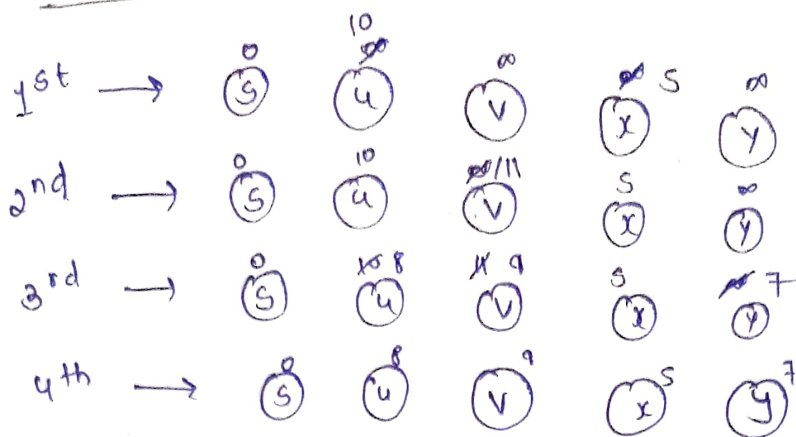 10
0 ∞ ∞ ∞ 5 ∞
1st → S u V x y
0 10 ∞/11 5 ∞
2nd → S u V x y
0 10 8 11 9 5 ∞ 7
3rd → S u V x y
0 8 9 5 7
4th → S u V x y